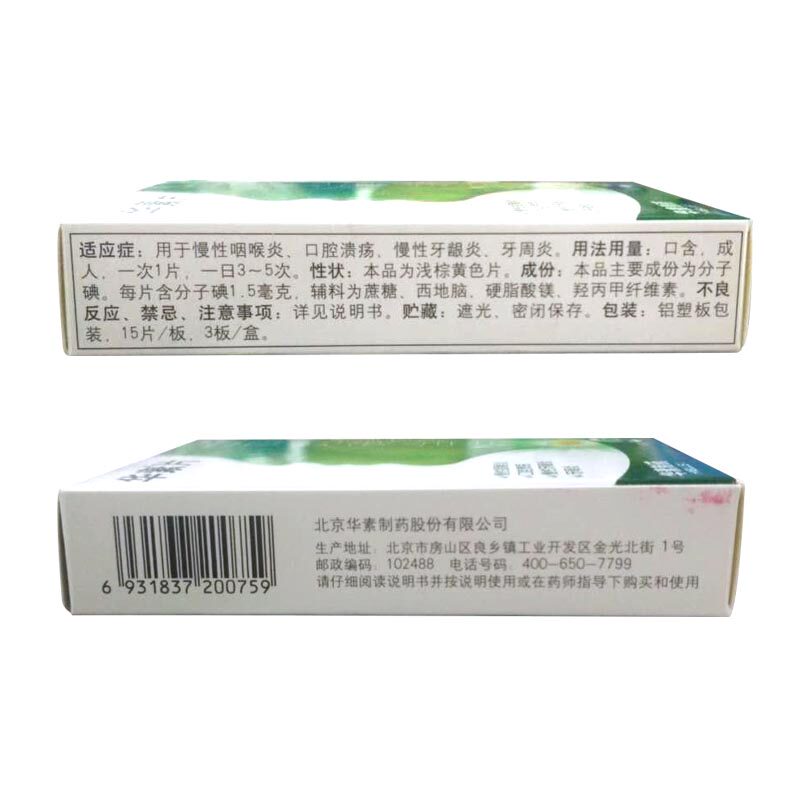 适应症：用于慢性咽喉炎、口腔溃疡、慢性牙龈炎、牙周炎。用法用量：口含，成
人，一次1片，一日3～5次。性状：本品为浅棕黄色片。成份：本品主要成份为分子
碘。每片含分子碘1.5毫克，辅料为蔗糖、西地脑、硬脂酸镁、羟丙甲纤维素。不良
反应、禁忌、注意事项：详见说明书。贮藏：遮光、密闭保存。包装：铝塑板包
装，15片/板，3板/盒。
北京华素制药股份有限公司
生产地址：北京市房山区良乡镇工业开发区金光北街 1号
邮政编码：102488 电话号码：400-650-7799
请仔细阅读说明书并按说明使用或在药师指导下购买和使用
6 931837 200759